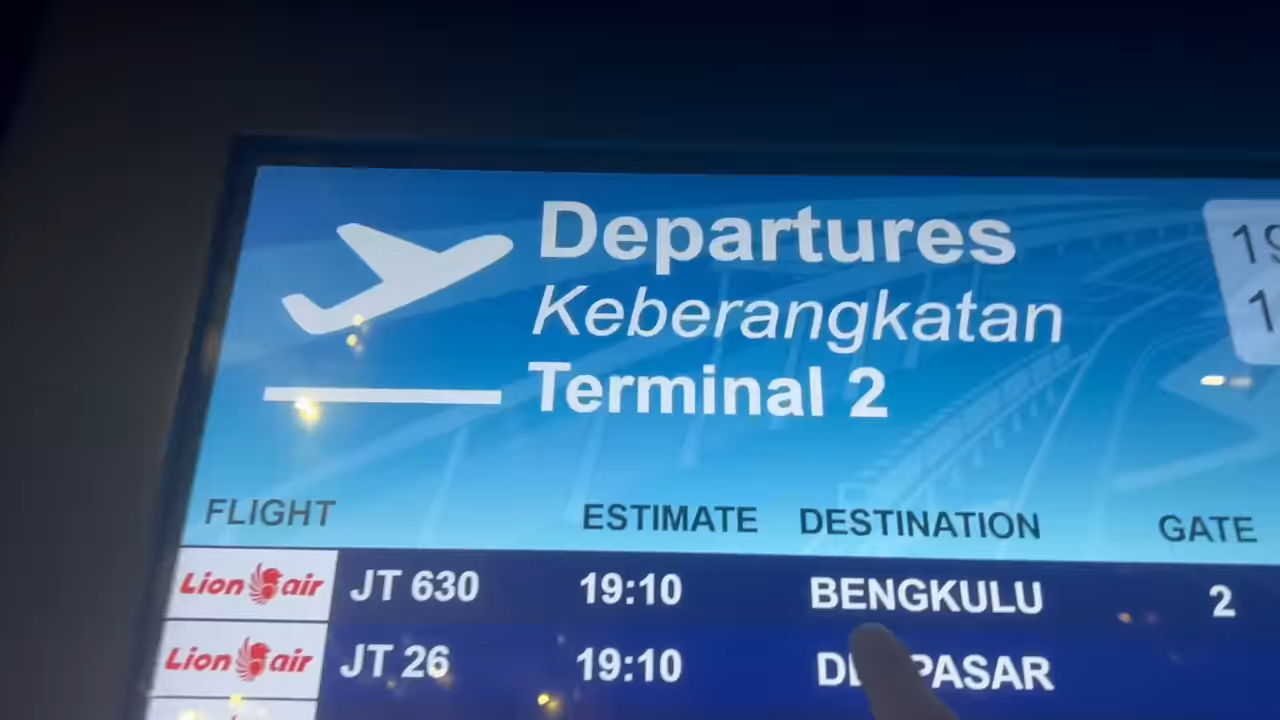 Departures
Keberangkatan
Terminal 2
FLIGHT ESTIMATE DESTINATION GATE
Lion air JT 630 19:10 BENGKULU 2
Lion air JT 26 19:10